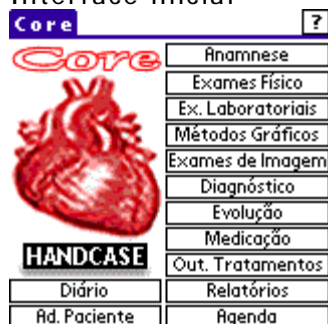 Interface Inicial
Core
?
Core
HANDCASE
Anamnese
Exames Físico
Ex. Laboratoriais
Métodos Gráficos
Exames de Imagem
Diagnóstico
Evolução
Medicação
Out. Tratamentos
Diário
Relatórios
Ad. Paciente
Agenda